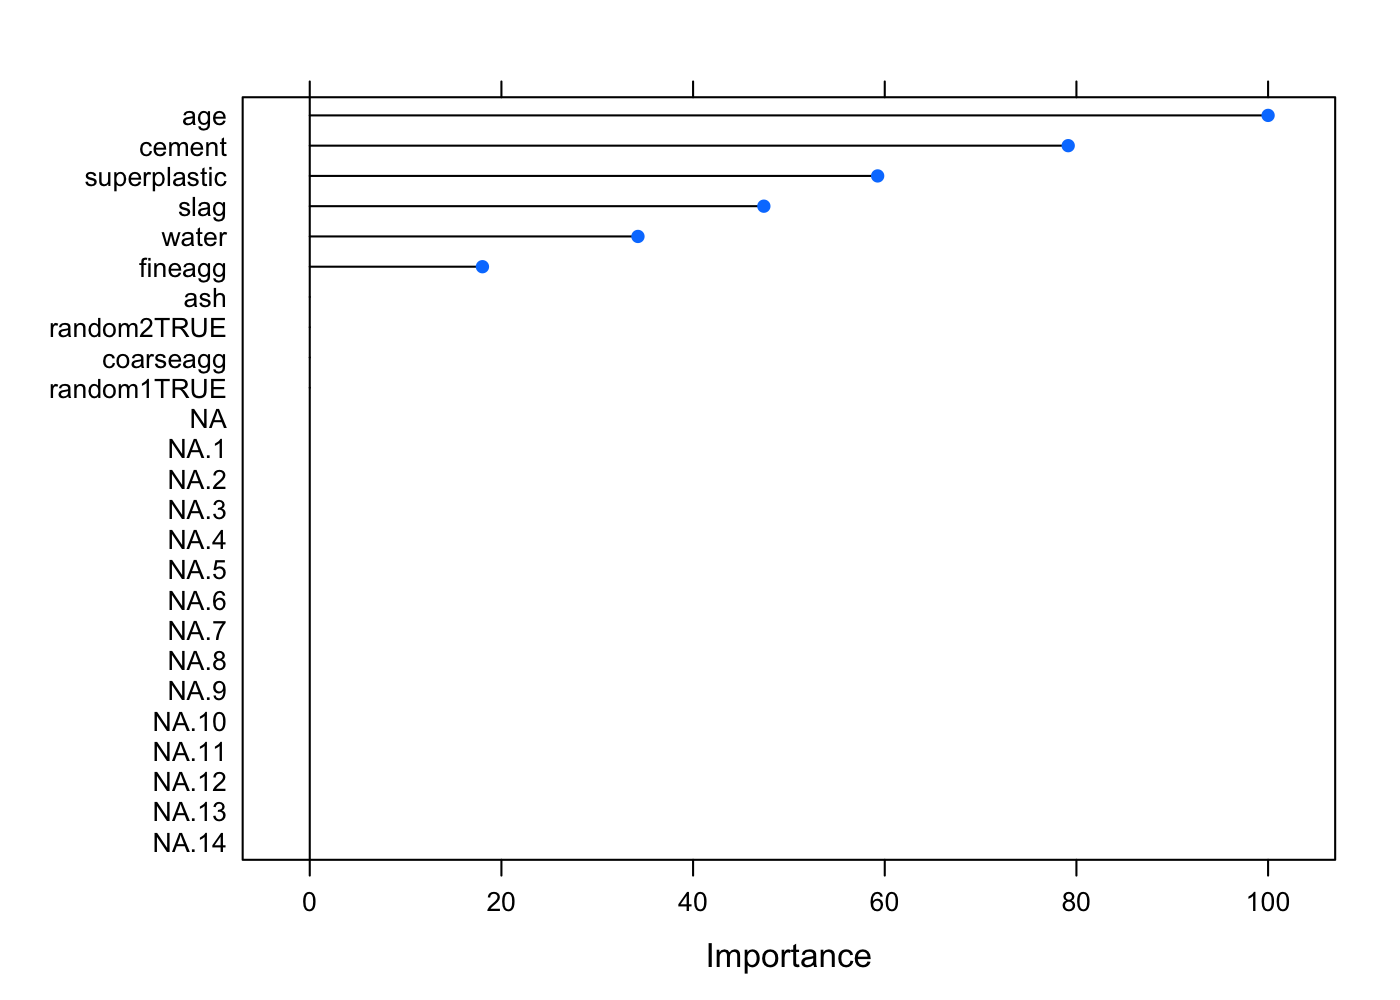 age
cement
superplastic
slag
water
fineagg
ash
random2TRUE
coarseagg
random1TRUE
NA
NA.1
NA.2
NA.3
NA.4
NA.5
NA.6
NA.7
NA.8
NA.9
NA.10
NA.11
NA.12
NA.13
NA.14
0 20 40 60 80 100
Importance